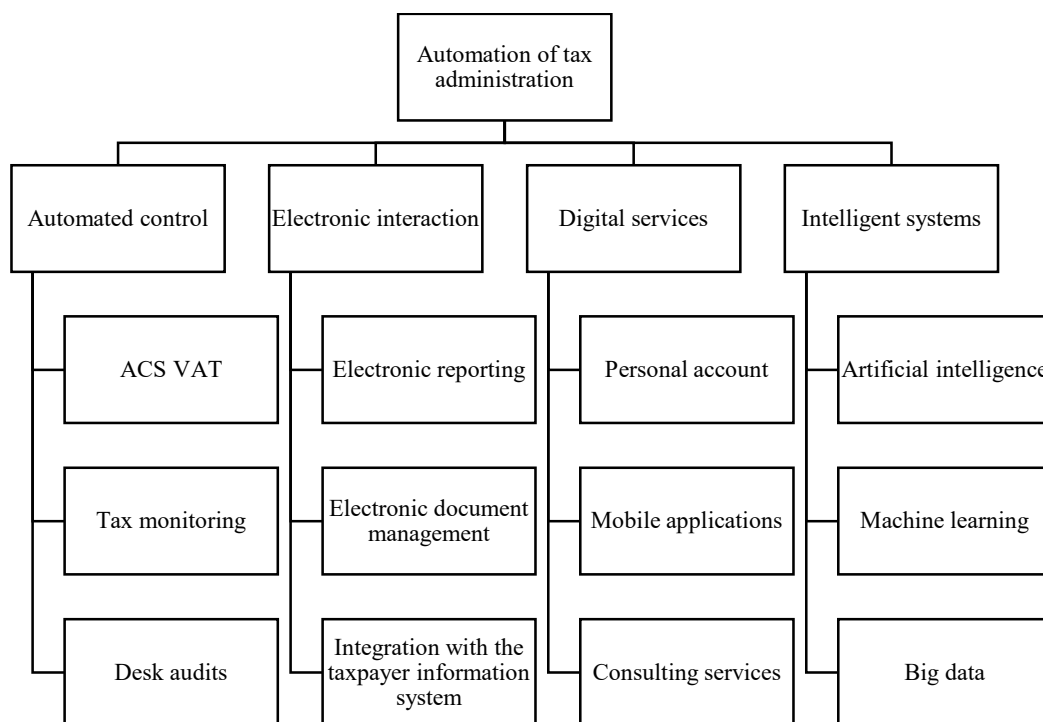 Automation of tax
administration
Automated control
Electronic interaction
Digital services
Intelligent systems
ACS VAT
Electronic reporting
Personal account
Artificial intelligence
Tax monitoring
Electronic document
management
Mobile applications
Machine learning
Desk audits
Integration with the
taxpayer information
system
Consulting services
Big data